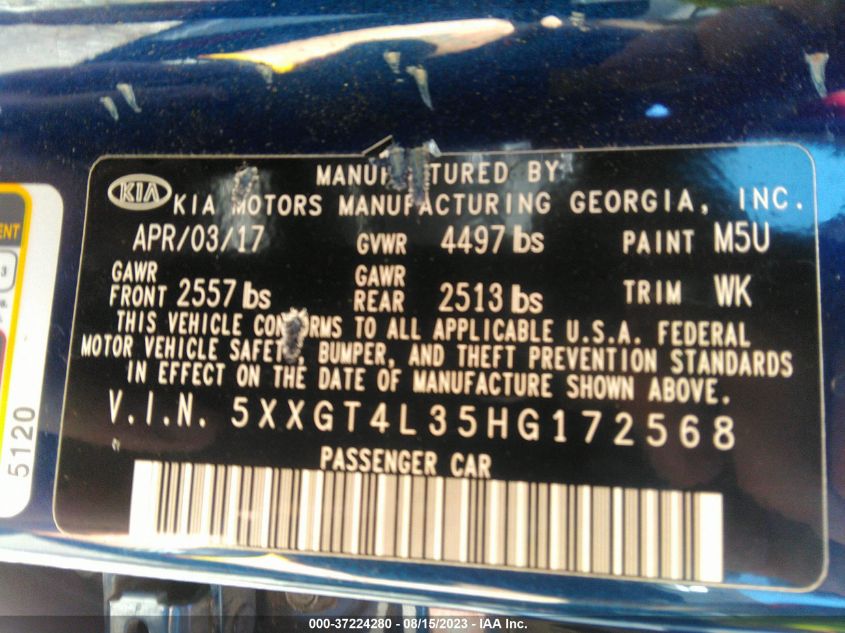 KIA
MANUFACTURED BY
KIA MOTORS MANUFACTURING GEORGIA, INC.
APR/03/17 GVWR 4497 lbs PAINT M5U
GAWR FRONT 2557 lbs GAWR REAR 2513 lbs TRIM WK
THIS VEHICLE CONFORMS TO ALL APPLICABLE U.S.A. FEDERAL
MOTOR VEHICLE SAFETY, BUMPER, AND THEFT PREVENTION STANDARDS
IN EFFECT ON THE DATE OF MANUFACTURE SHOWN ABOVE.
V.I.N. 5XXGT4L35HG172568
PASSENGER CAR
5120
000-37224280 - 08/15/2023 - IAA Inc.